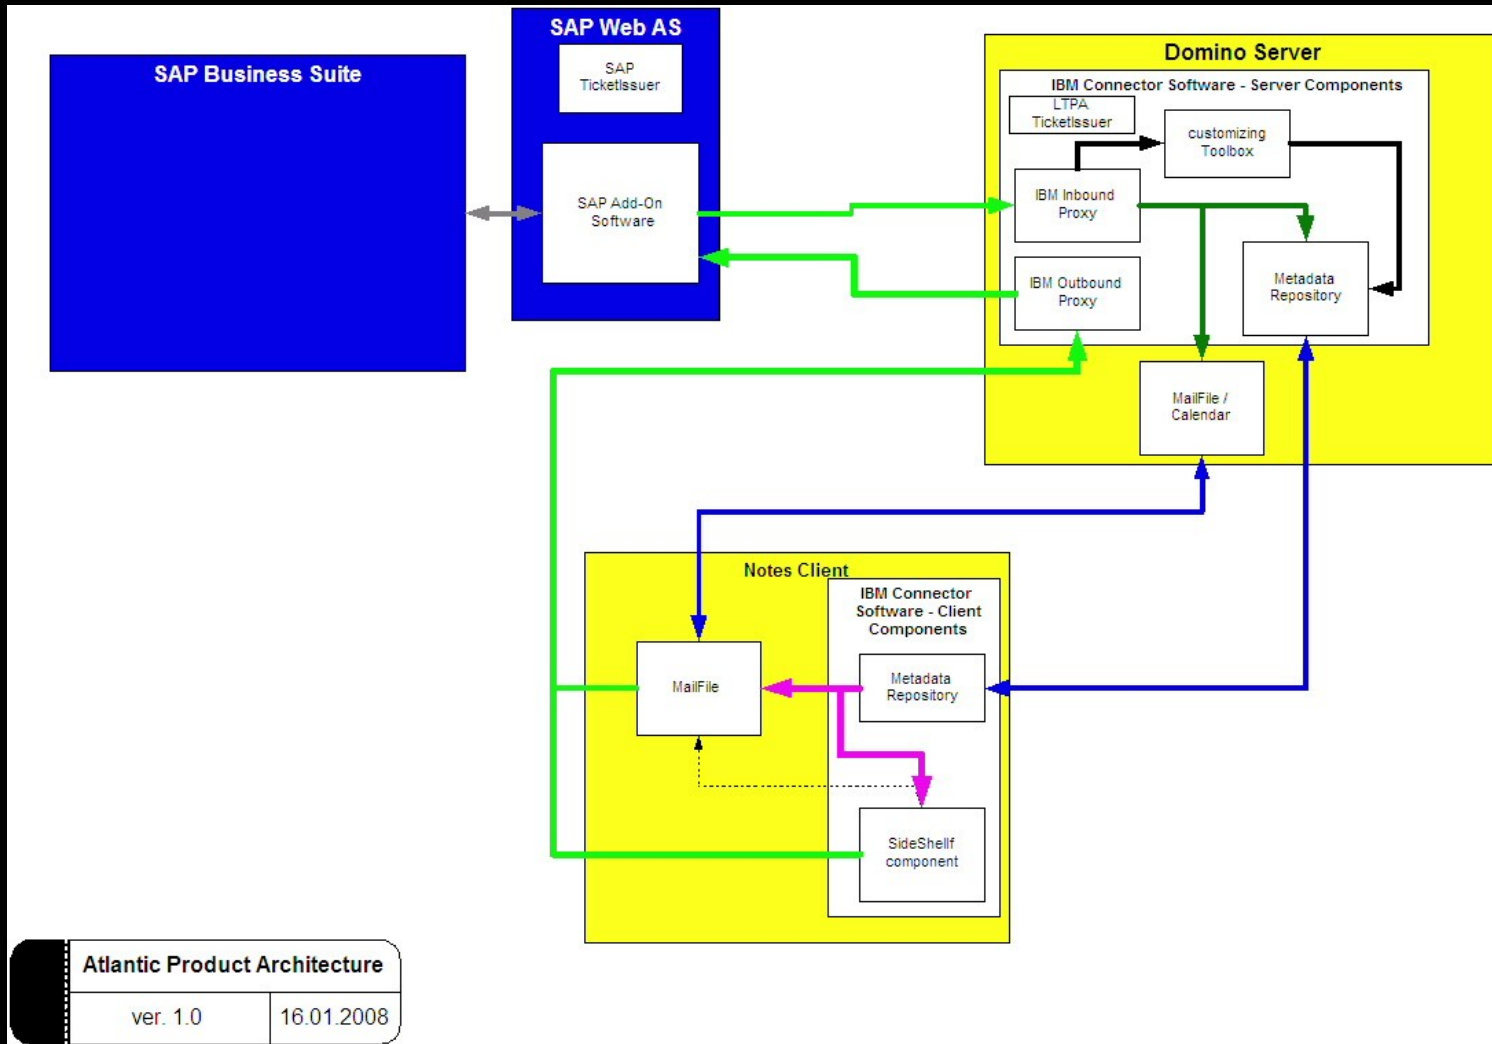 SAP Business Suite
SAP Web AS
SAP
TicketIssuer
SAP Add-On
Software
Domino Server
IBM Connector Software - Server Components
LTPA
TicketIssuer
customizing
Toolbox
IBM Inbound
Proxy
IBM Outbound
Proxy
Metadata
Repository
MailFile /
Calendar
Notes Client
IBM Connector
Software - Client
Components
MailFile
Metadata
Repository
SideShellf
component
Atlantic Product Architecture
ver. 1.0
16.01.2008